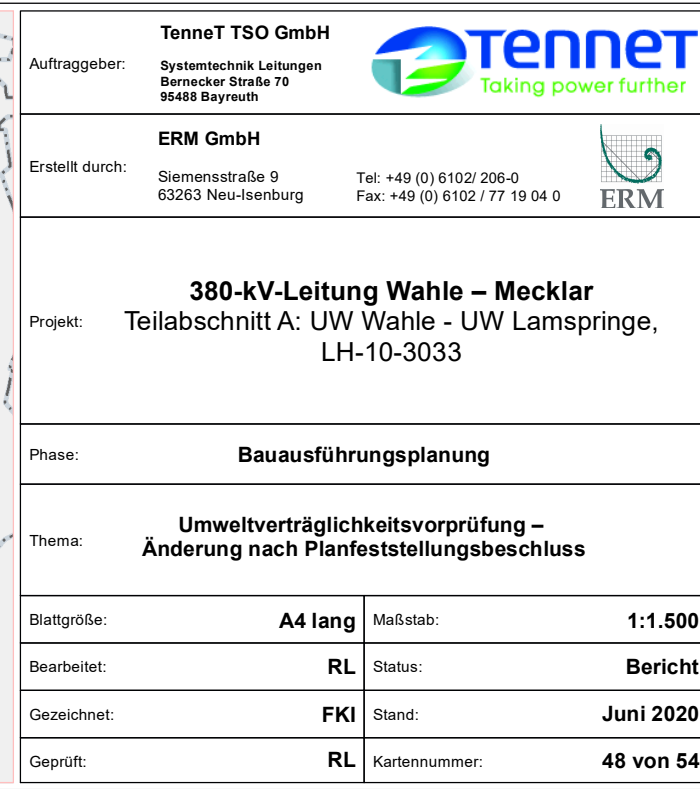 Auftraggeber:
TenneT TSO GmbH
Systemtechnik Leitungen
Bernecker Straße 70
95488 Bayreuth
TenneT
Taking power further
Erstellt durch:
ERM GmbH
Siemensstraße 9
63263 Neu-Isenburg
Tel: +49 (0) 6102/ 206-0
Fax: +49 (0) 6102 / 77 19 04 0
ERM
Projekt:
380-kV-Leitung Wahle – Mecklar
Teilabschnitt A: UW Wahle - UW Lamspringe,
LH-10-3033
Phase:
Bauausführungsplanung
Thema:
Umweltverträglichkeitsvorprüfung –
Änderung nach Planfeststellungsbeschluss
Blattgröße: A4 lang Maßstab: 1:1.500
Bearbeitet: RL Status: Bericht
Gezeichnet: FKI Stand: Juni 2020
Geprüft: RL Kartennummer: 48 von 54